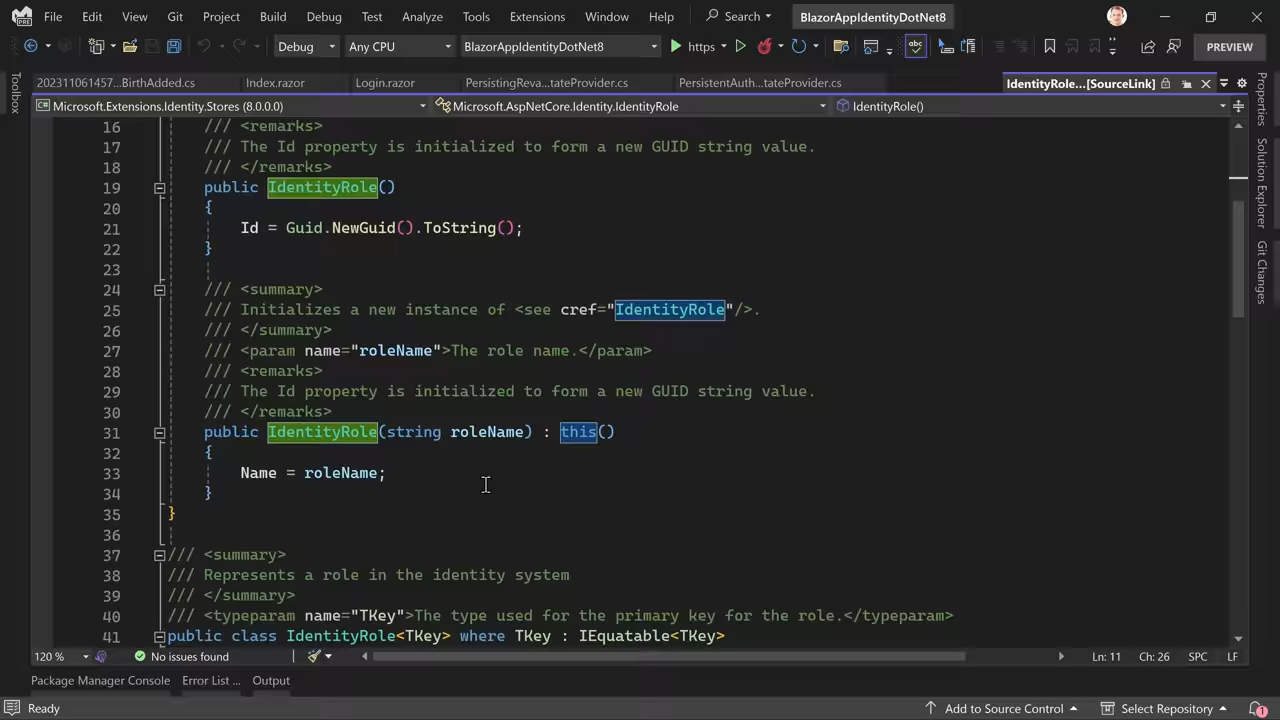 File Edit View Git Project Build Debug Test Analyze Tools Extensions Window Help Search BlazorAppIdentityDotNet8
Debug Any CPU BlazorAppIdentityDotNet8 https PREVIEW
202311061457...BirthAdded.cs Index.razor Login.razor PersistingReva...tateProvider.cs PersistentAuth...tateProvider.cs IdentityRole...[SourceLink]
Microsoft.Extensions.Identity.Stores (8.0.0.0) Microsoft.AspNetCore.Identity.IdentityRole IdentityRole()
16 /// <remarks>
17 /// The Id property is initialized to form a new GUID string value.
18 /// </remarks>
19 public IdentityRole()
20 {
21 Id = Guid.NewGuid().ToString();
22 }
23
24 /// <summary>
25 /// Initializes a new instance of <see cref="IdentityRole"/>.
26 /// </summary>
27 /// <param name="roleName">The role name.</param>
28 /// <remarks>
29 /// The Id property is initialized to form a new GUID string value.
30 /// </remarks>
31 public IdentityRole(string roleName) : this()
32 {
33 Name = roleName;
34 }
35 }
36
37 /// <summary>
38 /// Represents a role in the identity system
39 /// </summary>
40 /// <typeparam name="TKey">The type used for the primary key for the role.</typeparam>
41 public class IdentityRole<TKey> where TKey : IEquatable<TKey>
120 % No issues found Ln: 11 Ch: 26 SPC LF
Package Manager Console Error List ... Output
Ready Add to Source Control Select Repository 1
Toolbox
Properties
Solution Explorer
Git Changes
PRE
abc